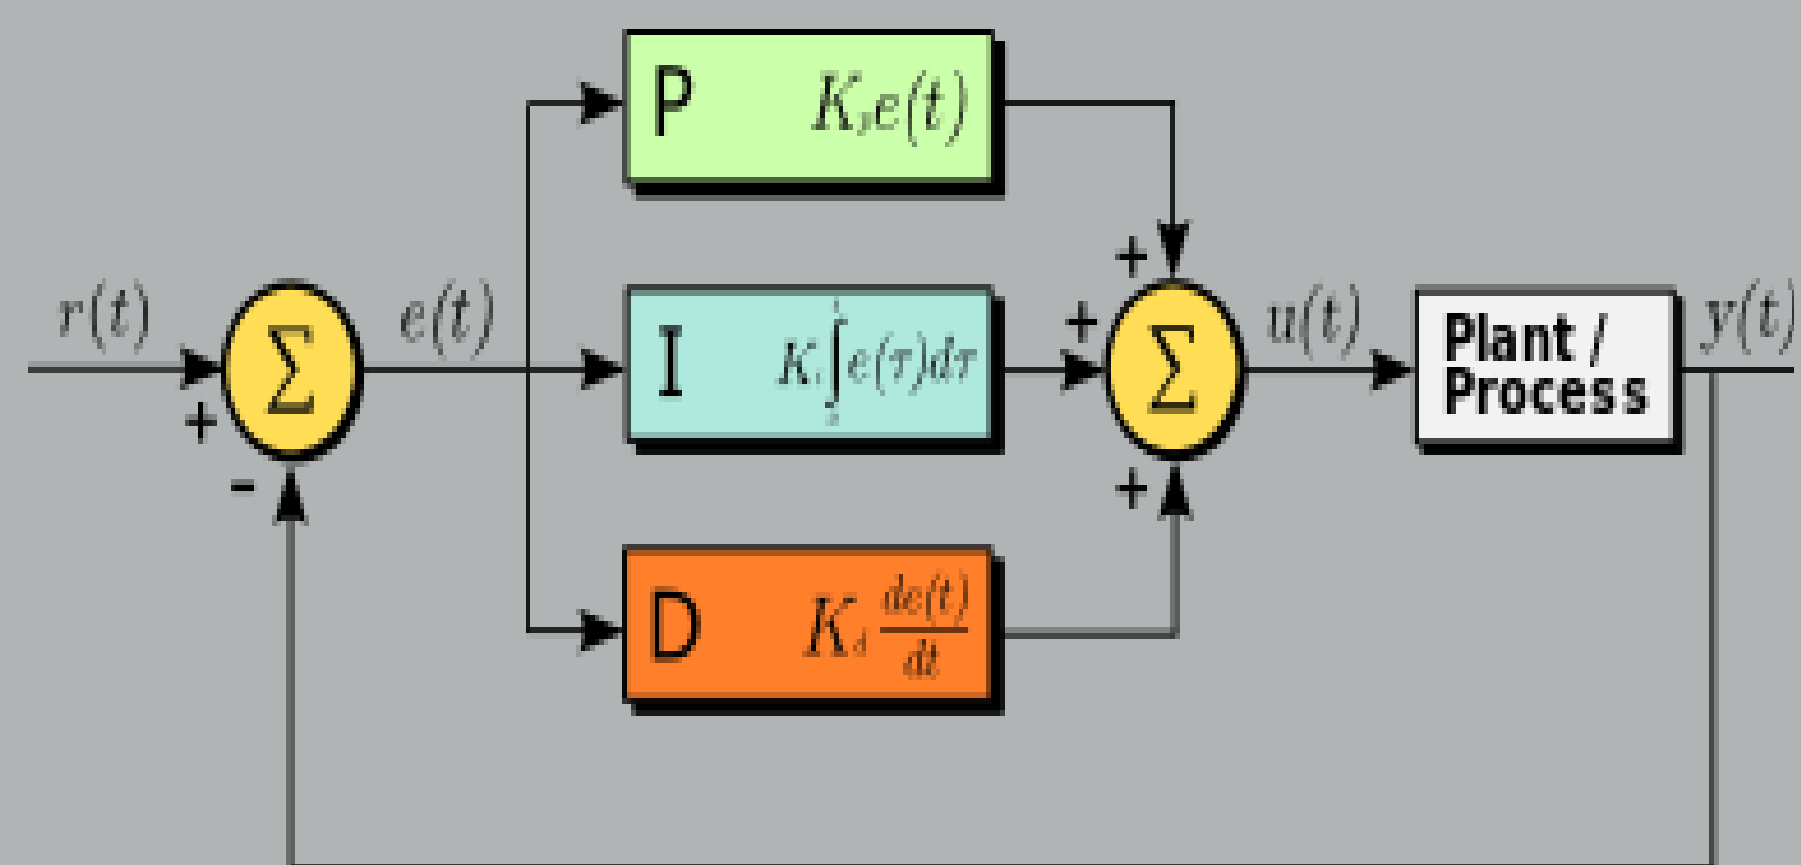 P K_p e(t)
r(t)
+
-
Σ
e(t)
I K_i ∫ e(τ)dτ
D K_d de(t)/dt
+
+
+
Σ
u(t)
Plant /
Process
y(t)